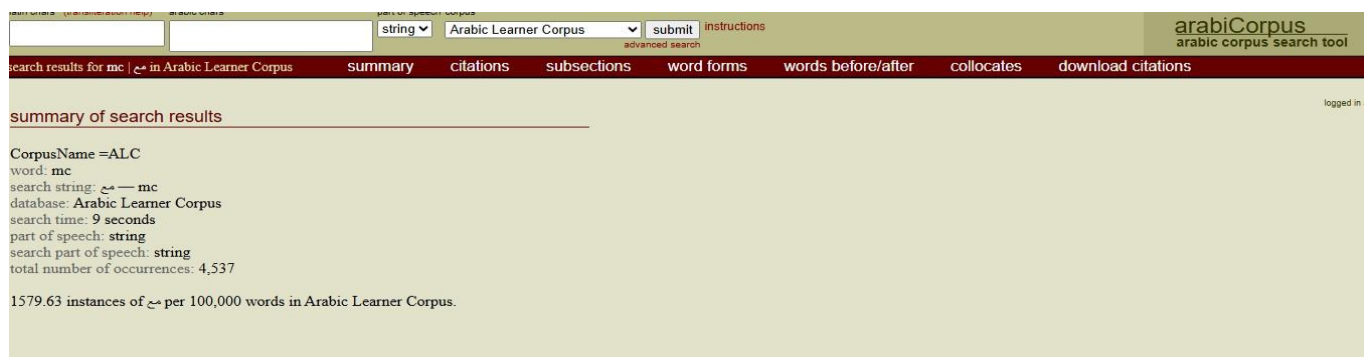 latin chars (transliteration help) arabic chars part of speech corpus
string Arabic Learner Corpus submit instructions
advanced search
arabiCorpus
arabic corpus search tool
search results for mc | مع in Arabic Learner Corpus summary citations subsections word forms words before/after collocates download citations
logged in
summary of search results
CorpusName =ALC
word: mc
search string: مع — mc
database: Arabic Learner Corpus
search time: 9 seconds
part of speech: string
search part of speech: string
total number of occurrences: 4,537
1579.63 instances of مع per 100,000 words in Arabic Learner Corpus.